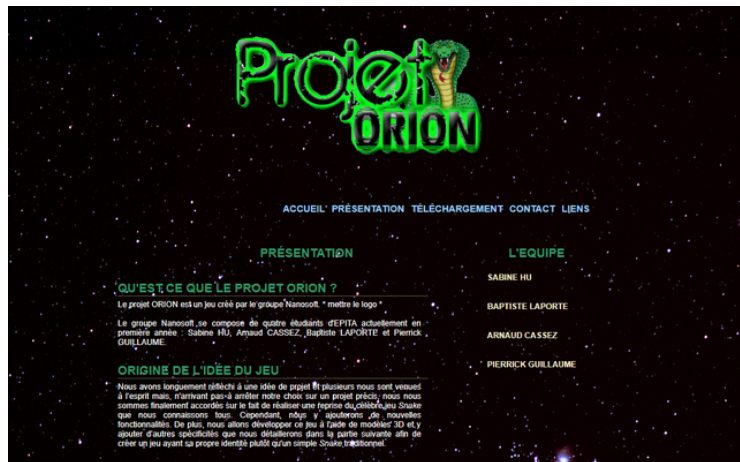 Projet
ORION
ACCUEIL PRÉSENTATION TÉLÉCHARGEMENT CONTACT LIENS
PRÉSENTATION
QU'EST CE QUE LE PROJET ORION ?
Le projet ORION est un jeu créé par le groupe Nanosoft. * mettre le logo *
Le groupe Nanosoft se compose de quatre étudiants d'EPITA actuellement en
première année : Sabine HU, Arnaud CASSEZ, Baptiste LAPORTE et Pierrick
GUILLAUME.
ORIGINE DE L'IDÉE DU JEU
Nous avons longuement réfléchi à une idée de projet et plusieurs nous sont venues
à l'esprit mais, n'arrivant pas à arrêter notre choix sur un projet précis, nous nous
sommes finalement accordés sur le fait de réaliser une reprise du célèbre jeu Snake
que nous connaissons tous. Cependant, nous y ajouterons de nouvelles
fonctionnalités. De plus, nous allons développer ce jeu à l'aide de modèles 3D et y
ajouter d'autres spécificités que nous détaillerons dans la partie suivante afin de
créer un jeu ayant sa propre identité plutôt qu'un simple Snake traditionnel.
L'EQUIPE
SABINE HU
BAPTISTE LAPORTE
ARNAUD CASSEZ
PIERRICK GUILLAUME